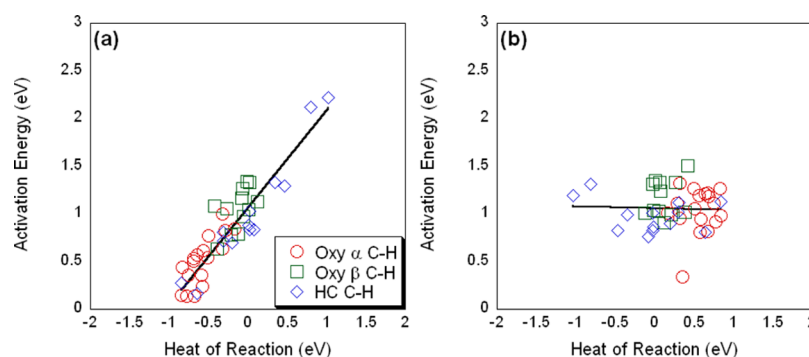 (a)
Activation Energy (eV)
3
2.5
2
1.5
1
0.5
0
-2 -1.5 -1 -0.5 0 0.5 1 1.5 2
Heat of Reaction (eV)
Oxy α C-H
Oxy β C-H
HC C-H
(b)
Activation Energy (eV)
3
2.5
2
1.5
1
0.5
0
-2 -1.5 -1 -0.5 0 0.5 1 1.5 2
Heat of Reaction (eV)